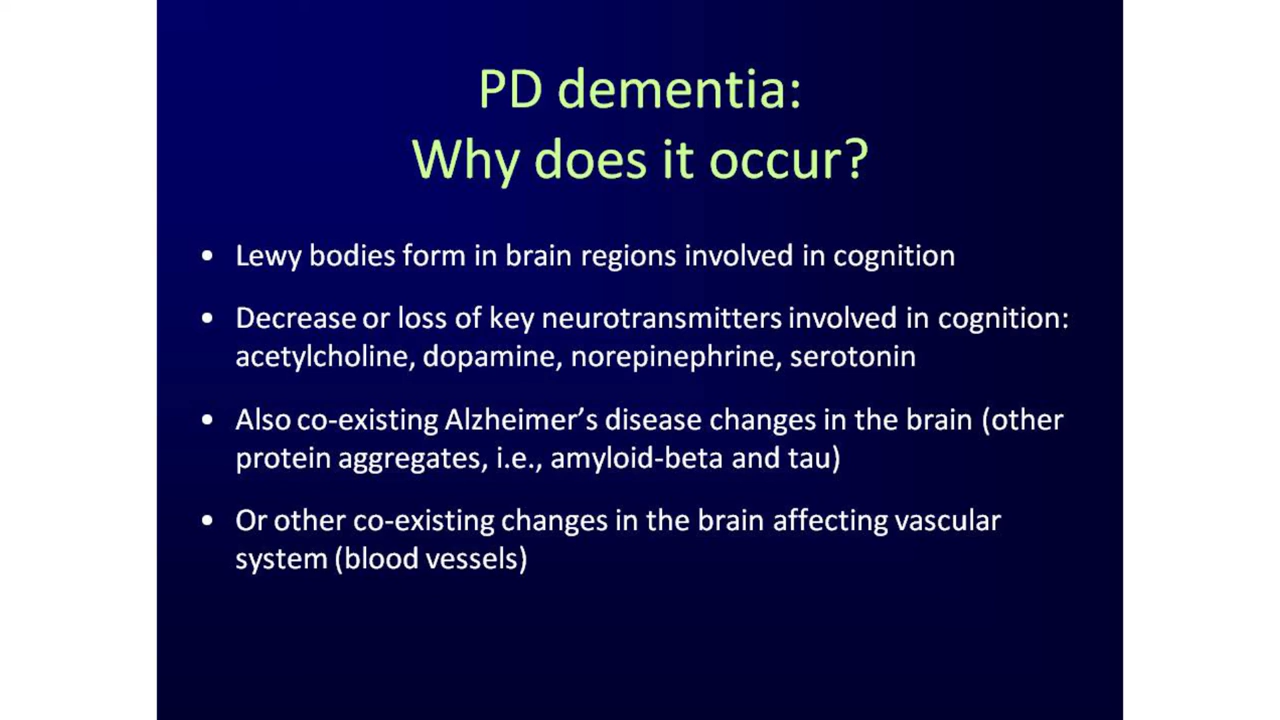 PD dementia:
Why does it occur?
• Lewy bodies form in brain regions involved in cognition
• Decrease or loss of key neurotransmitters involved in cognition:
acetylcholine, dopamine, norepinephrine, serotonin
• Also co-existing Alzheimer’s disease changes in the brain (other
protein aggregates, i.e., amyloid-beta and tau)
• Or other co-existing changes in the brain affecting vascular
system (blood vessels)